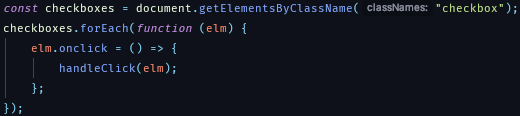 const checkboxes = document.getElementsByClassName( classNames: "checkbox");
checkboxes.forEach(function (elm) {
    elm.onclick = () => {
        handleClick(elm);
    };
});